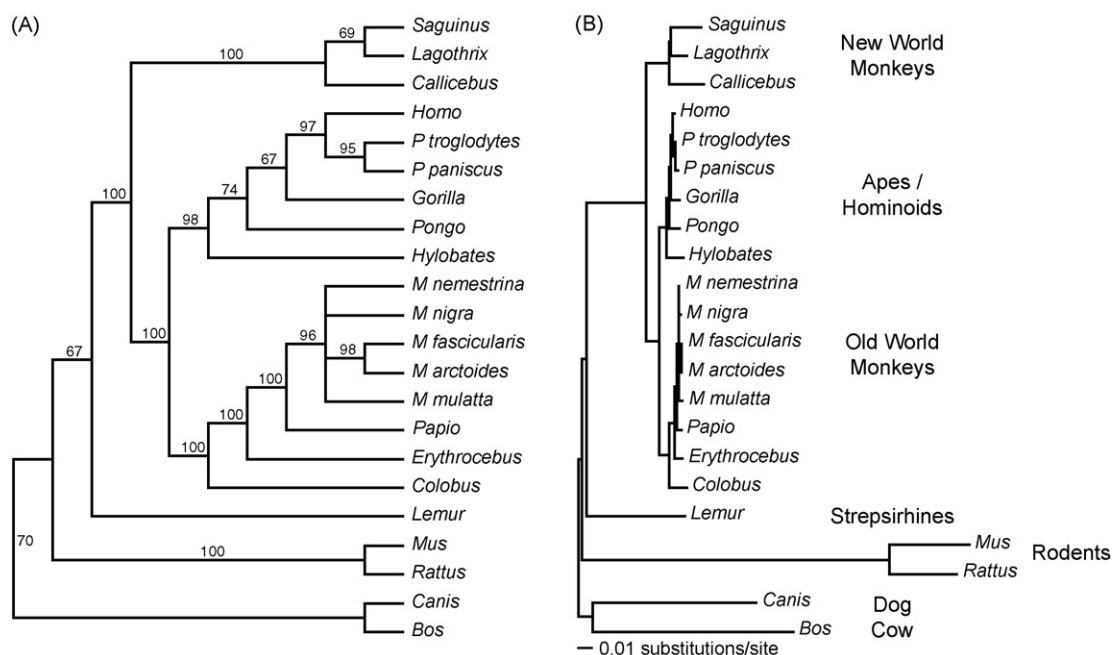 (A)
69
100
100
97
95
67
74
98
100
67
96
98
100
100
100
70
100
Saguinus
Lagothrix
Callicebus
Homo
P troglodytes
P paniscus
Gorilla
Pongo
Hylobates
M nemestrina
M nigra
M fascicularis
M arctoides
M mulatta
Papio
Erythrocebus
Colobus
Lemur
Mus
Rattus
Canis
Bos
(B)
Saguinus
Lagothrix
Callicebus
New World
Monkeys
Homo
P troglodytes
P paniscus
Gorilla
Pongo
Hylobates
Apes /
Hominoids
M nemestrina
M nigra
M fascicularis
M arctoides
M mulatta
Papio
Erythrocebus
Colobus
Old World
Monkeys
Lemur
Strepsirhines
Mus
Rattus
Rodents
Canis
Bos
Dog
Cow
0.01 substitutions/site